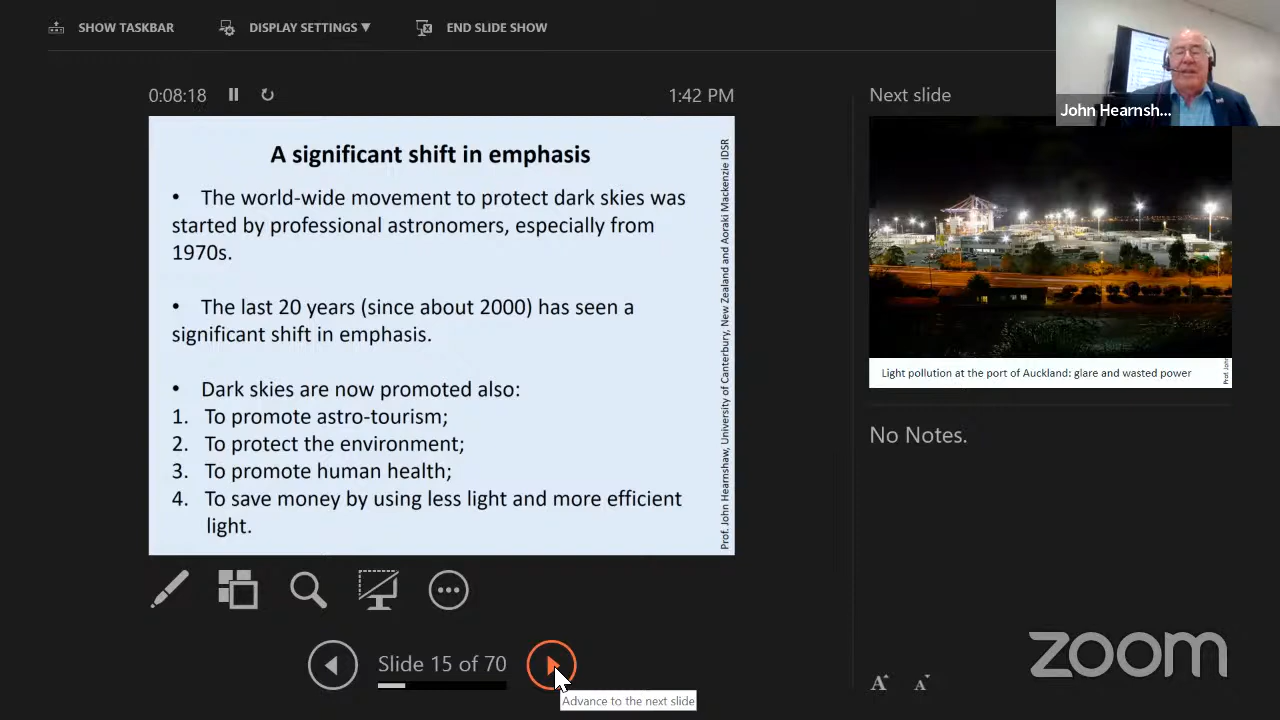 SHOW TASKBAR
DISPLAY SETTINGS ▼
END SLIDE SHOW
0:08:18
1:42 PM
A significant shift in emphasis
• The world-wide movement to protect dark skies was
started by professional astronomers, especially from
1970s.
• The last 20 years (since about 2000) has seen a
significant shift in emphasis.
• Dark skies are now promoted also:
1. To promote astro-tourism;
2. To protect the environment;
3. To promote human health;
4. To save money by using less light and more efficient
light.
Prof. John Hearnshaw, University of Canterbury, New Zealand and Aoraki Mackenzie IDSR
Slide 15 of 70
Advance to the next slide
Next slide
Light pollution at the port of Auckland: glare and wasted power
Prof. John
No Notes.
A A
John Hearnsh...
zoom